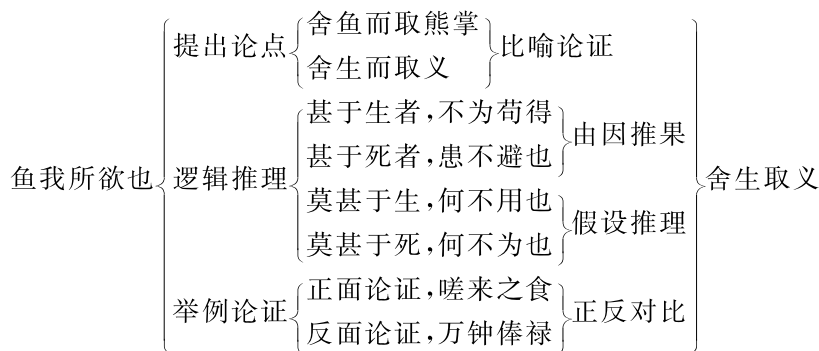 舍鱼而取熊掌
提出论点
比喻论证
舍生而取义
甚于生者,不为苟得
由因推果
甚于死者,患不避也
鱼我所欲也
逻辑推理
舍生取义
莫甚于生,何不用也
假设推理
莫甚于死,何不为也
正面论证,嗟来之食
举例论证
正反对比
反面论证,万钟俸禄